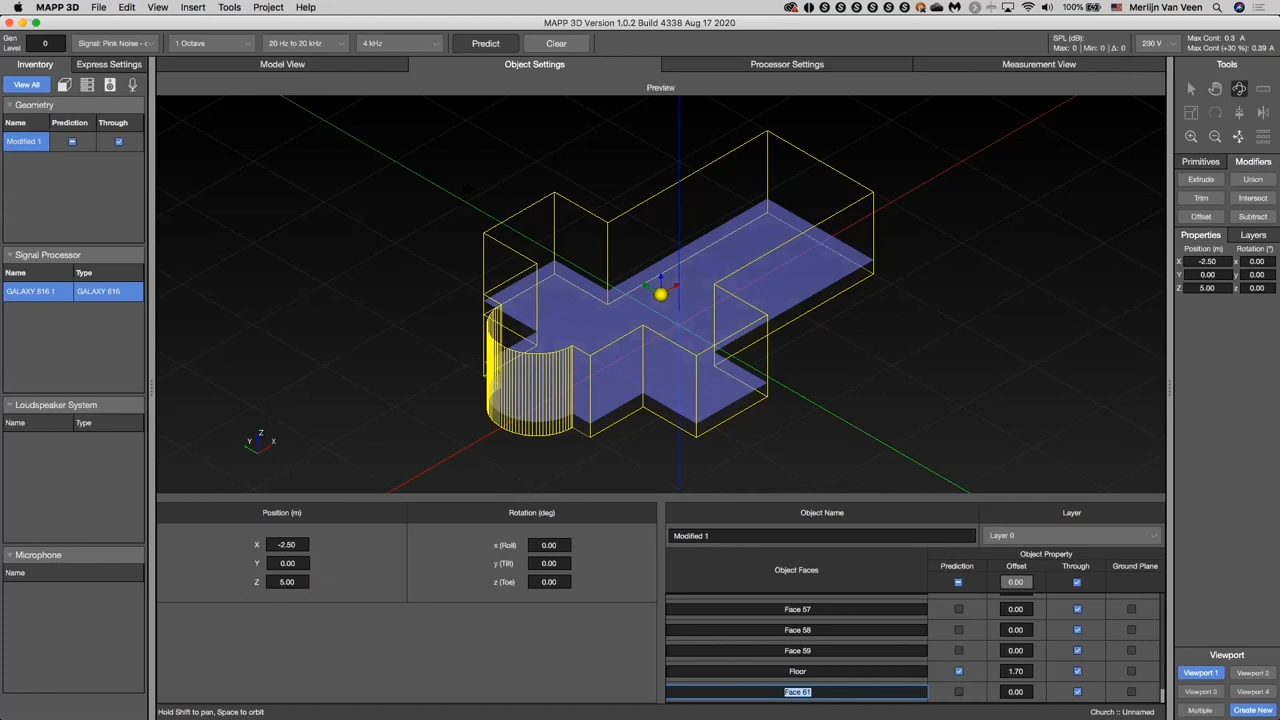 MAPP 3D File Edit View Insert Tools Project Help 100% Merlijn Van Veen
MAPP 3D Version 1.0.2 Build 4338 Aug 17 2020
Gen Level 0 Signal: Pink Noise - 1 Octave 20 Hz to 20 kHz 4 kHz Predict Clear SPL (dB): Max: 0 | Min: 0 | Δ: 0 230 V Max Cont: 0.3 A Max Cont (+30 %): 0.39 A
Inventory Express Settings Model View Object Settings Processor Settings Measurement View Tools
View All Preview
Geometry
Name Prediction Through
Modified 1
Primitives Modifiers
Extrude Union
Trim Intersect
Offset Subtract
Properties Layers
Position (m) Rotation (°)
X -2.50 x 0.00
Y 0.00 y 0.00
Z 5.00 z 0.00
Signal Processor
Name Type
GALAXY 816 1 GALAXY 816
Loudspeaker System
Name Type
Z
Y X
Position (m) Rotation (deg) Object Name Layer
Modified 1 Layer 0
X -2.50 x (Roll) 0.00
Y 0.00 y (Tilt) 0.00
Z 5.00 z (Toe) 0.00
Object Property
Object Faces Prediction Offset Through Ground Plane
0.00
Face 57 0.00
Face 58 0.00
Face 59 0.00
Floor 1.70
Face 61 0.00
Microphone
Name
Viewport
Viewport 1 Viewport 2
Viewport 3 Viewport 4
Multiple Create New
Hold Shift to pan, Space to orbit Church :: Unnamed